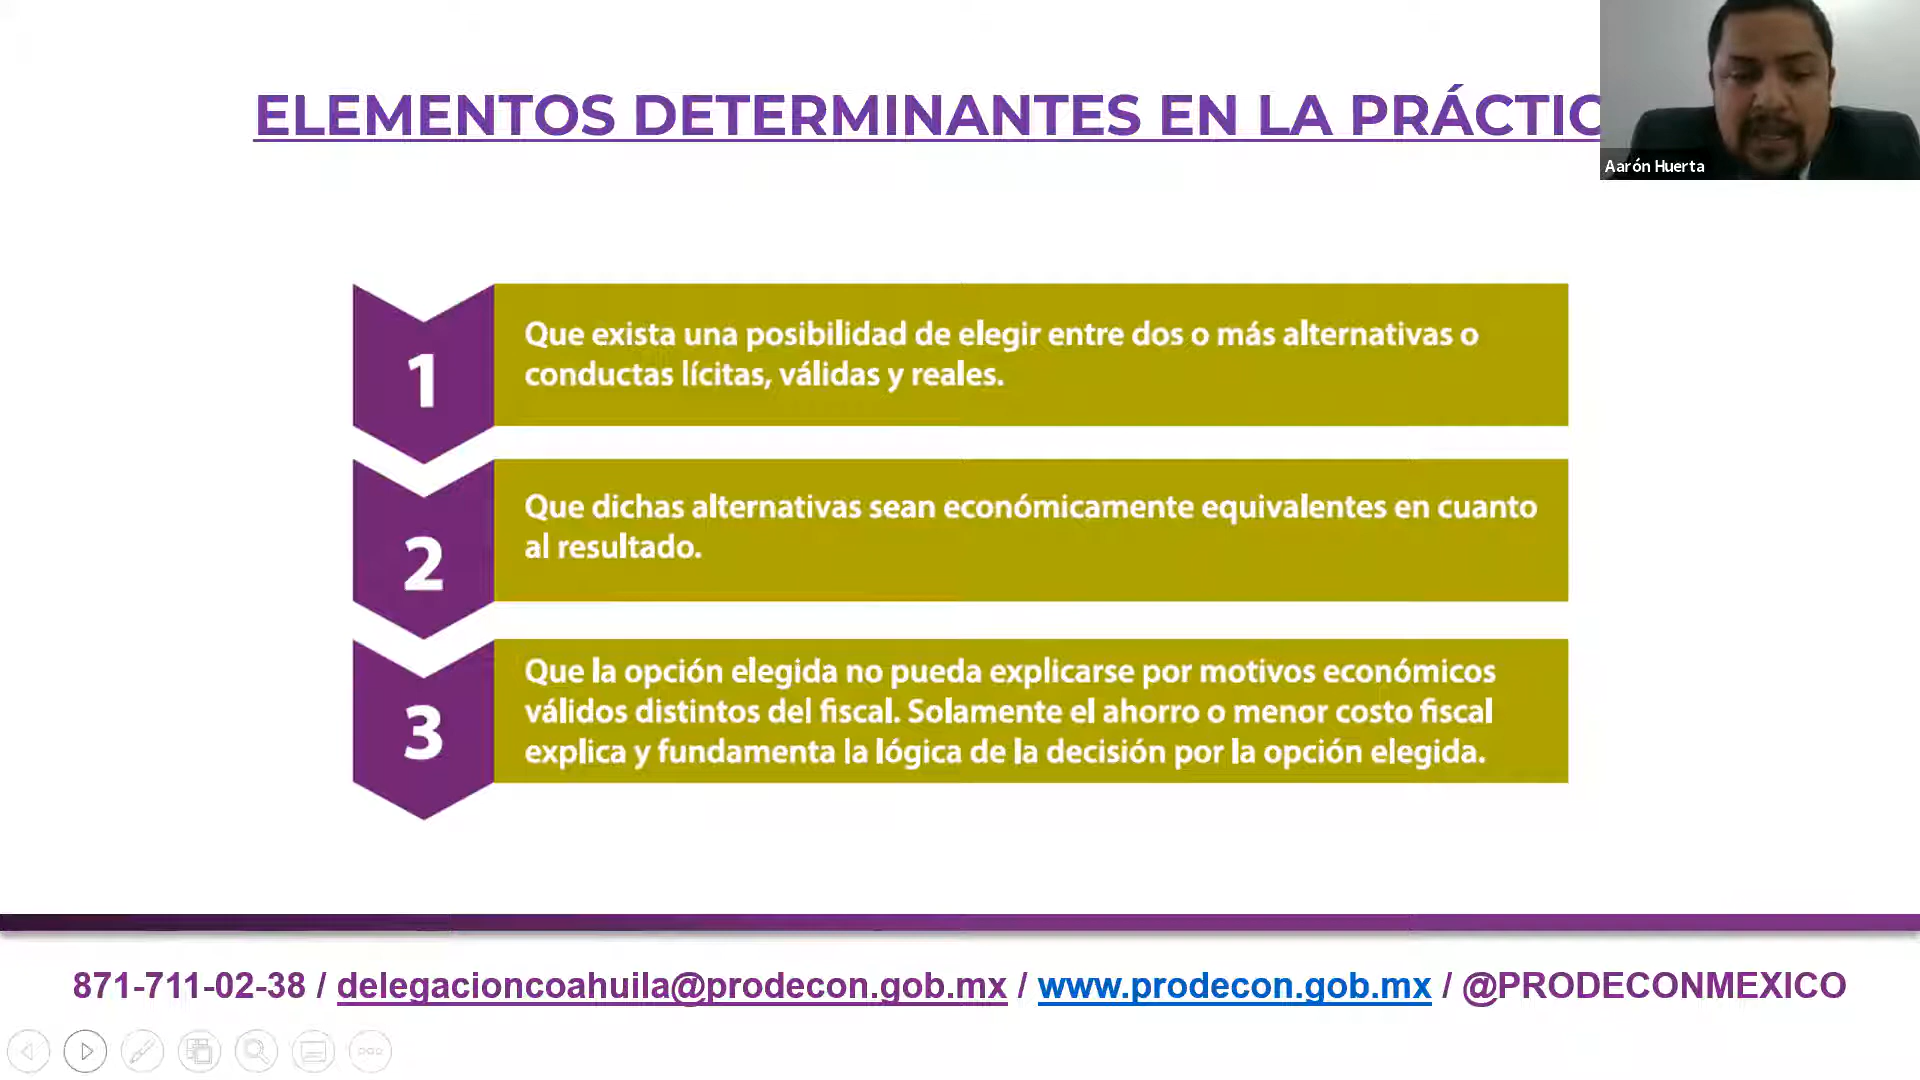 ELEMENTOS DETERMINANTES EN LA PRÁCTIC
Aarón Huerta
1
Que exista una posibilidad de elegir entre dos o más alternativas o
conductas lícitas, válidas y reales.
2
Que dichas alternativas sean económicamente equivalentes en cuanto
al resultado.
3
Que la opción elegida no pueda explicarse por motivos económicos
válidos distintos del fiscal. Solamente el ahorro o menor costo fiscal
explica y fundamenta la lógica de la decisión por la opción elegida.
871-711-02-38 / delegacioncoahuila@prodecon.gob.mx / www.prodecon.gob.mx / @PRODECONMEXICO